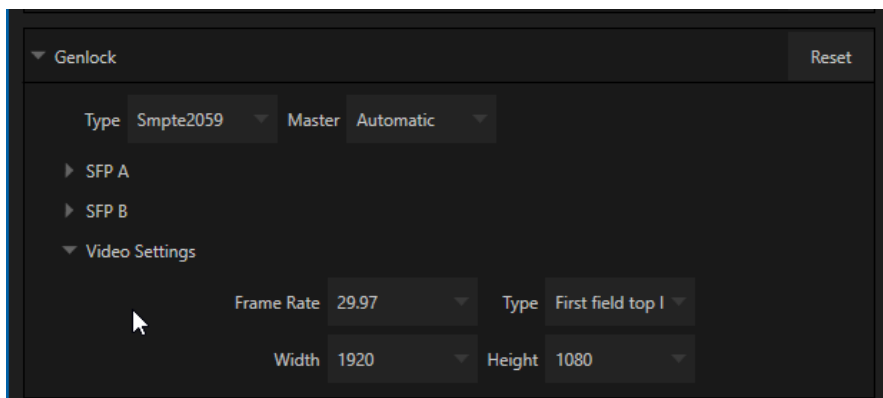 Genlock Reset
Type Smpte2059 Master Automatic
SFP A
SFP B
Video Settings
Frame Rate 29.97 Type First field top l
Width 1920 Height 1080